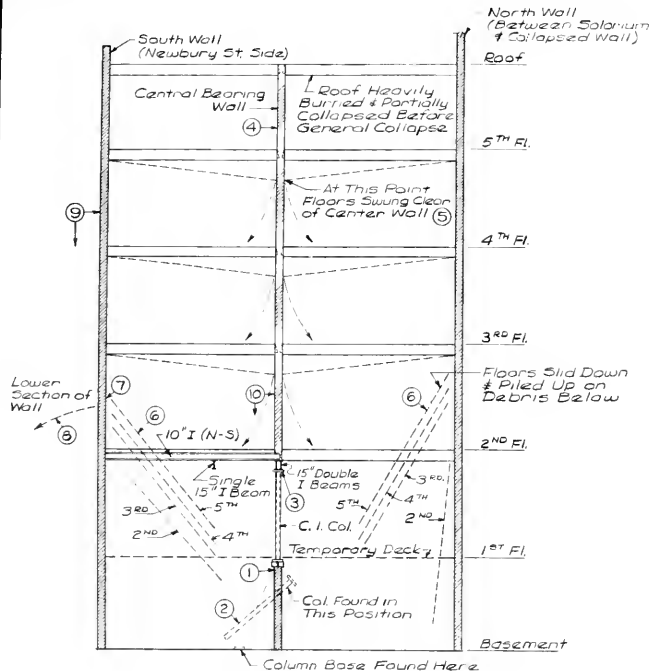 South Wall
(Newbury St. Side)
North Wall
(Between Solarium
& Collapsed Wall)
Roof
Central Bearing
Wall
④
Roof Heavily
Burried & Partially
Collapsed Before
General Collapse
5TH Fl.
At This Point
Floors Swung Clear
of Center Wall ⑤
⑨
4TH Fl.
3RD Fl.
Lower
Section of
Wall
⑧
⑦
⑥
10" I (N-S)
⑩
⑥
Floors Slid Down
& Piled Up on
Debris Below
2ND Fl.
Single
15" I Beam
15" Double
I Beams
③
3RD
5TH
2ND
4TH
C. I. Col.
3RD
5TH
4TH
2ND
Temporary Deck
1ST Fl.
①
②
Col. Found in
This Position
Basement
Column Base Found Here